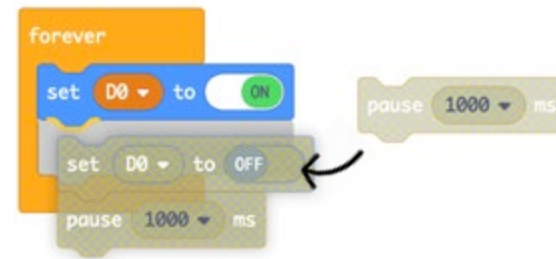 forever
set D0 to ON
pause 1000 ms
set D0 to OFF
pause 1000 ms